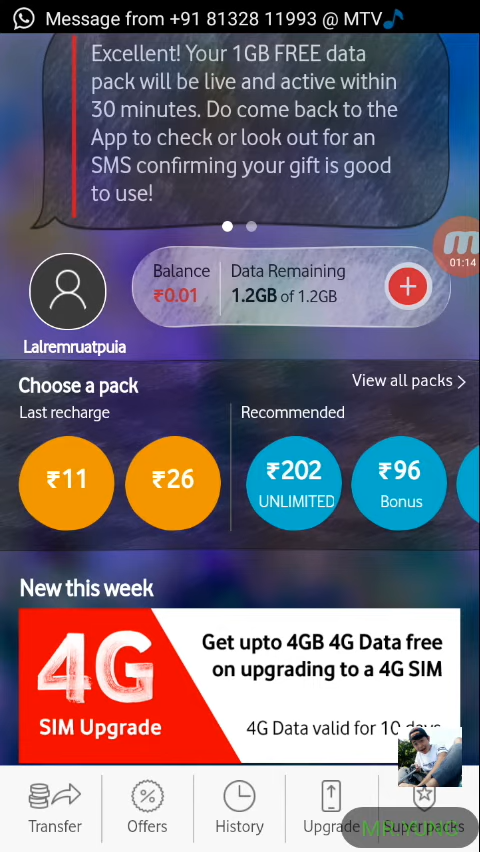 Message from +91 81328 11993 @ MTV🎵
Excellent! Your 1GB FREE data
pack will be live and active within
30 minutes. Do come back to the
App to check or look out for an
SMS confirming your gift is good
to use!
01:14
Balance
Data Remaining
₹0.01
1.2GB of 1.2GB
Lalremruatpuia
Choose a pack
View all packs >
Last recharge
Recommended
₹11
₹26
₹202
UNLIMITED
₹96
Bonus
New this week
4G
SIM Upgrade
Get upto 4GB 4G Data free
on upgrading to a 4G SIM
4G Data valid for 10 days
Transfer
Offers
History
Upgrade
Superpacks